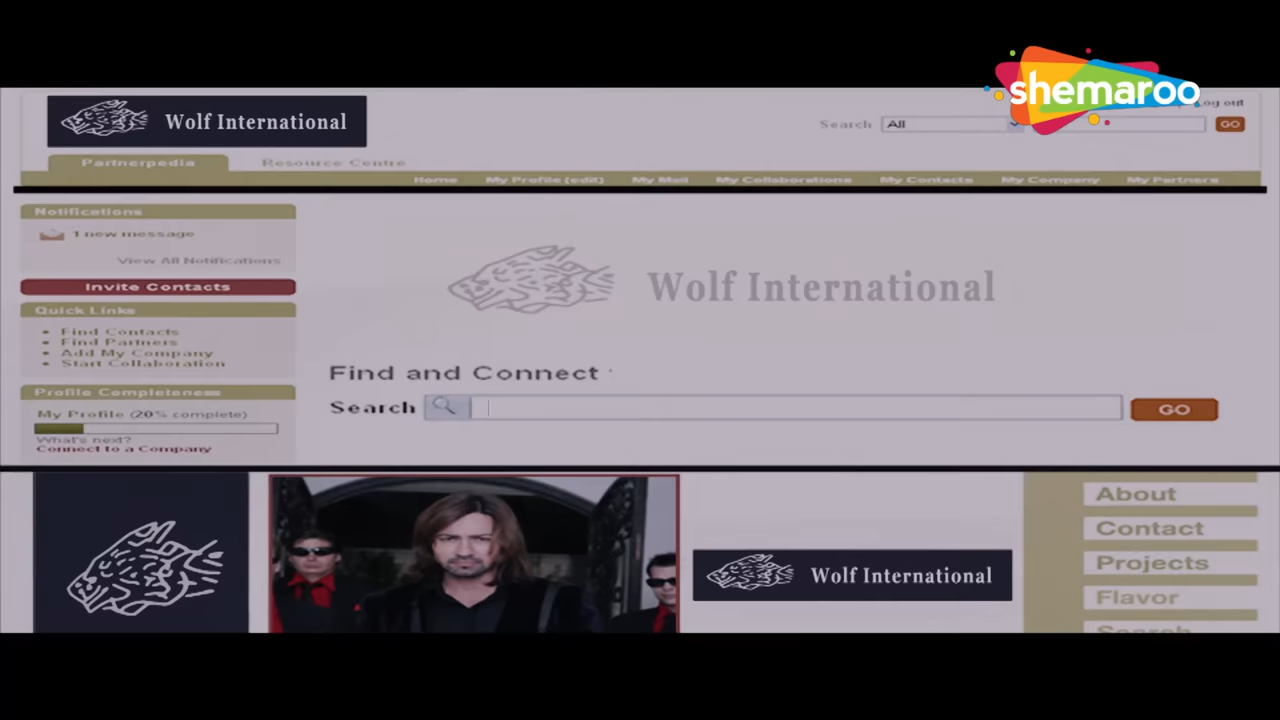 shemaroo
Wolf International
Log out
Search All GO
Partnerpedia Resource Centre
Home My Profile (edit) My Mail My Collaborations My Contacts My Company My Partners
Notifications
1 new message
View All Notifications
Invite Contacts
Quick Links
Find Contacts
Find Partners
Add My Company
Start Collaboration
Profile Completeness
My Profile (20% complete)
What's next?
Connect to a Company
Wolf International
Find and Connect
Search GO
Wolf International
About
Contact
Projects
Flavor
Search